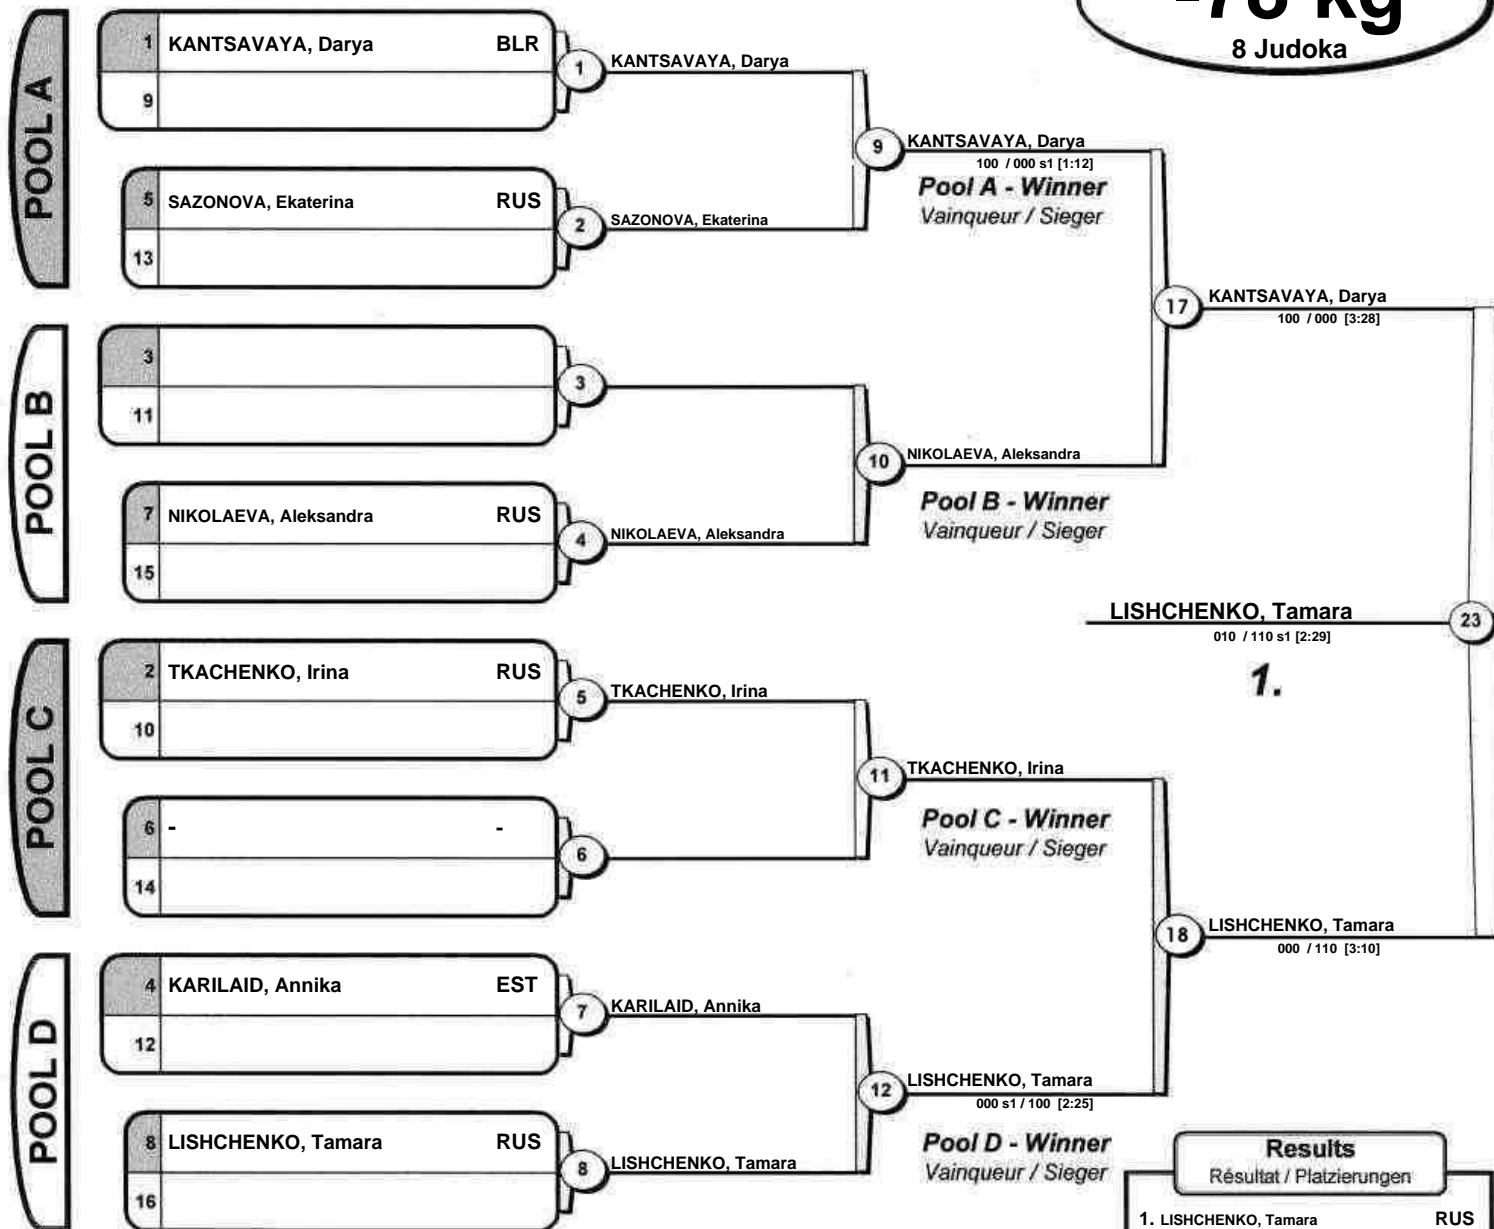 -78 kg
8 Judoka
POOL A
1 KANTSAVAYA, Darya BLR
9
1 KANTSAVAYA, Darya
5 SAZONOVA, Ekaterina RUS
13
2 SAZONOVA, Ekaterina
9 KANTSAVAYA, Darya
100 / 000 s1 [1:12]
Pool A - Winner
Vainqueur / Sieger
POOL B
3
11
3
7 NIKOLAEVA, Aleksandra RUS
15
4 NIKOLAEVA, Aleksandra
10 NIKOLAEVA, Aleksandra
Pool B - Winner
Vainqueur / Sieger
17 KANTSAVAYA, Darya
100 / 000 [3:28]
LISHCHENKO, Tamara 23
010 / 110 s1 [2:29]
1.
POOL C
2 TKACHENKO, Irina RUS
10
5 TKACHENKO, Irina
6 - -
14
6
11 TKACHENKO, Irina
Pool C - Winner
Vainqueur / Sieger
18 LISHCHENKO, Tamara
000 / 110 [3:10]
POOL D
4 KARILAID, Annika EST
12
7 KARILAID, Annika
8 LISHCHENKO, Tamara RUS
16
8 LISHCHENKO, Tamara
12 LISHCHENKO, Tamara
000 s1 / 100 [2:25]
Pool D - Winner
Vainqueur / Sieger
Results
Résultat / Platzierungen
1. LISHCHENKO, Tamara RUS